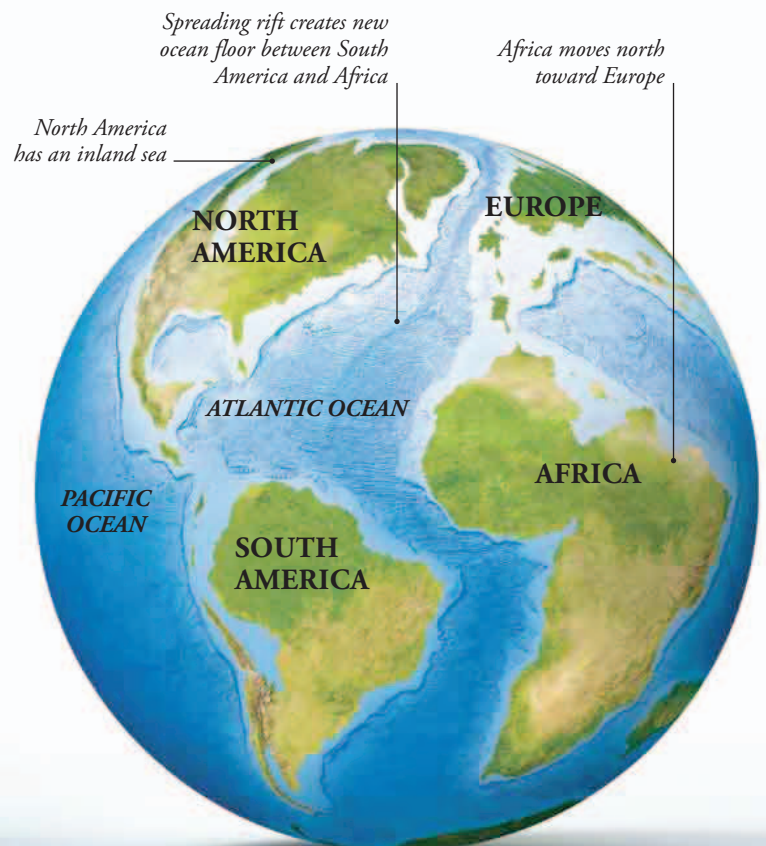 Spreading rift creates new
ocean floor between South
America and Africa
Africa moves north
toward Europe
North America
has an inland sea
NORTH
AMERICA
EUROPE
ATLANTIC OCEAN
AFRICA
PACIFIC
OCEAN
SOUTH
AMERICA